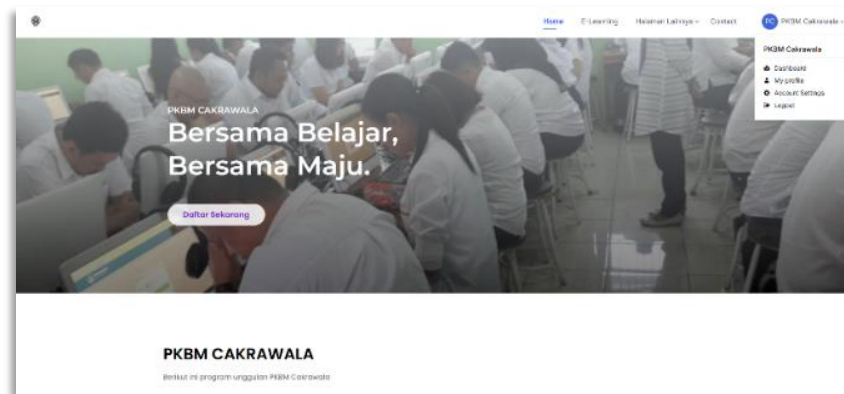 Home E-Learning Halaman Lainnya Contact PC PKBM Cakrawala
PKBM Cakrawala
Dashboard
My profile
Account Settings
Logout
PKBM CAKRAWALA
Bersama Belajar,
Bersama Maju.
Daftar Sekarang
PKBM CAKRAWALA
Berikut ini program unggulan PKBM Cakrawala